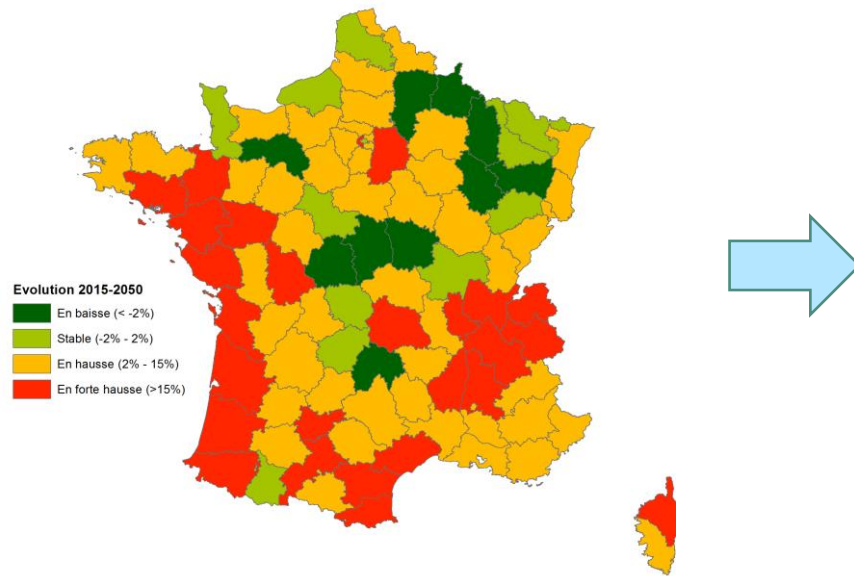 Evolution 2015-2050
En baisse (< -2%)
Stable (-2% - 2%)
En hausse (2% - 15%)
En forte hausse (>15%)